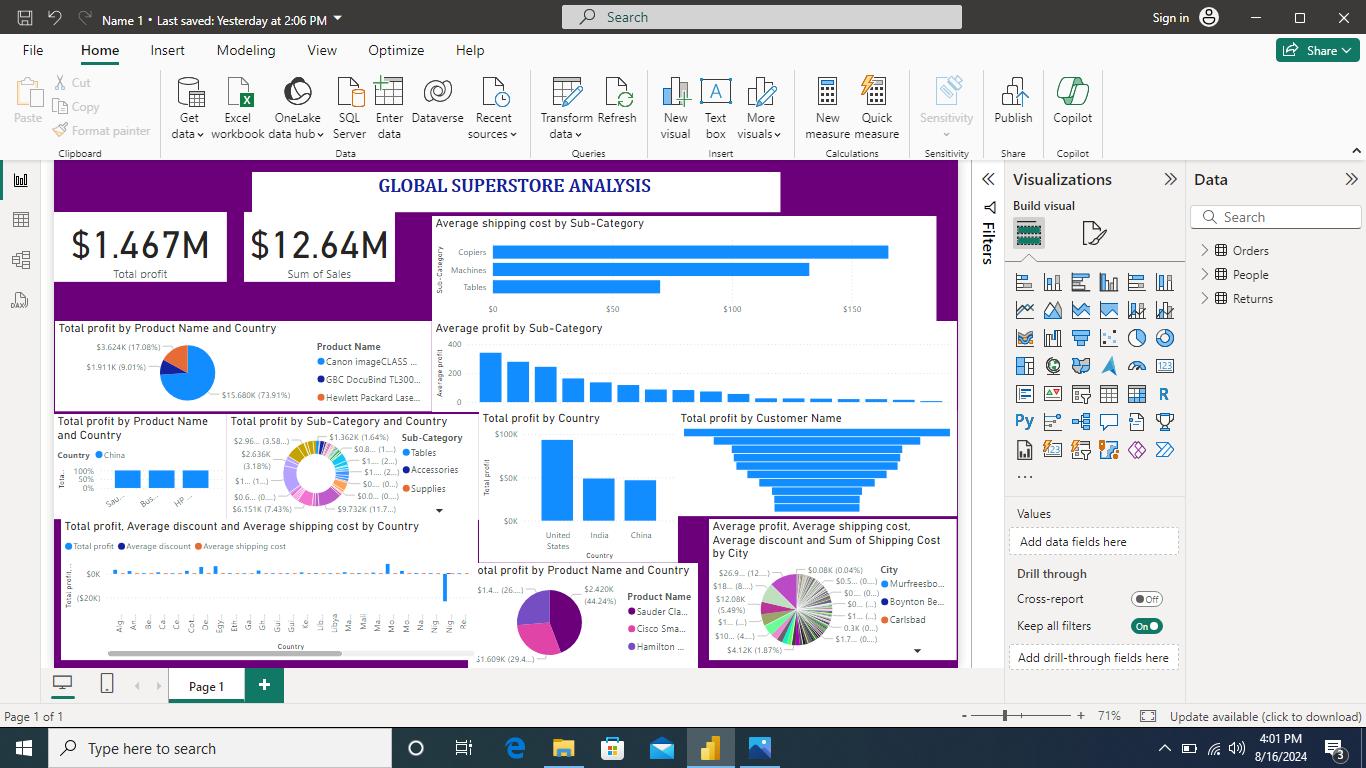 Name 1 • Last saved: Yesterday at 2:06 PM
Search
Sign in
File Home Insert Modeling View Optimize Help
Share
Paste
Cut
Copy
Format painter
Clipboard
Get data
Excel workbook
OneLake data hub
SQL Server
Enter data
Dataverse
Recent sources
Data
Transform data
Refresh
Queries
New visual
Text box
More visuals
Insert
New measure
Quick measure
Calculations
Sensitivity
Sensitivity
Publish
Share
Copilot
Copilot
GLOBAL SUPERSTORE ANALYSIS
$1.467M
Total profit
$12.64M
Sum of Sales
Average shipping cost by Sub-Category
Sub-Category
Copiers
Machines
Tables
$0 $50 $100 $150
Total profit by Product Name and Country
$3.624K (17.08%)
$1.911K (9.01%)
$15.680K (73.91%)
Product Name
Canon imageCLASS ...
GBC DocuBind TL300...
Hewlett Packard Lase...
Average profit by Sub-Category
Average profit
400
200
0
Total profit by Product Name
and Country
Country China
Tota...
100%
50%
0%
Sau... Bus... HP ...
Total profit by Sub-Category and Country
$2.96... (3.58...)
$2.636K
(3.18%)
$1... (1...)
$0.6... (0....)
$6.151K (7.43%)
$1.362K (1.64%)
$0.8... (1....)
$1... (2...)
$1... (2...)
$0... (0...)
$0.0... (0....)
$9.732K (11.7...)
Sub-Category
Tables
Accessories
Supplies
Total profit by Country
Total profit
$100K
$50K
$0K
United States
India
China
Country
Total profit by Customer Name
Total profit, Average discount and Average shipping cost by Country
Total profit Average discount Average shipping cost
Total profit...
$0K
($20K)
Alg... An... Be... Ca... Ce... Cot... De... Egy... Eth... Ga... Gh... Gui... Gui... Ke... Lib... Libya Ma... Mali Ma... Mo... Mo... Na... Nig... Nig... Re...
Country
otal profit by Product Name and Country
$1.4... (26....)
$2.420K
(44.24%)
$1.609K (29.4...)
Product Name
Sauder Cla...
Cisco Sma...
Hamilton ...
Average profit, Average shipping cost,
Average discount and Sum of Shipping Cost
by City
$26.9... (12...)
$18... (8...)
$12.08K
(5.49%)
$1... (...)
$10... (4...)
$4.12K (1.87%)
$0.08K (0.04%)
$0.5... (0....)
$0... (0...)
$0... (...)
$0... (...)
0.3K (0...)
$1.7... (0....)
City
Murfreesbo...
Boynton Be...
Carlsbad
Filters
Visualizations
Build visual
Values
Add data fields here
Drill through
Cross-report
Off
Keep all filters
On
Add drill-through fields here
Data
Search
Orders
People
Returns
Page 1
Page 1 of 1
71%
Update available (click to download)
Type here to search
4:01 PM
8/16/2024
3